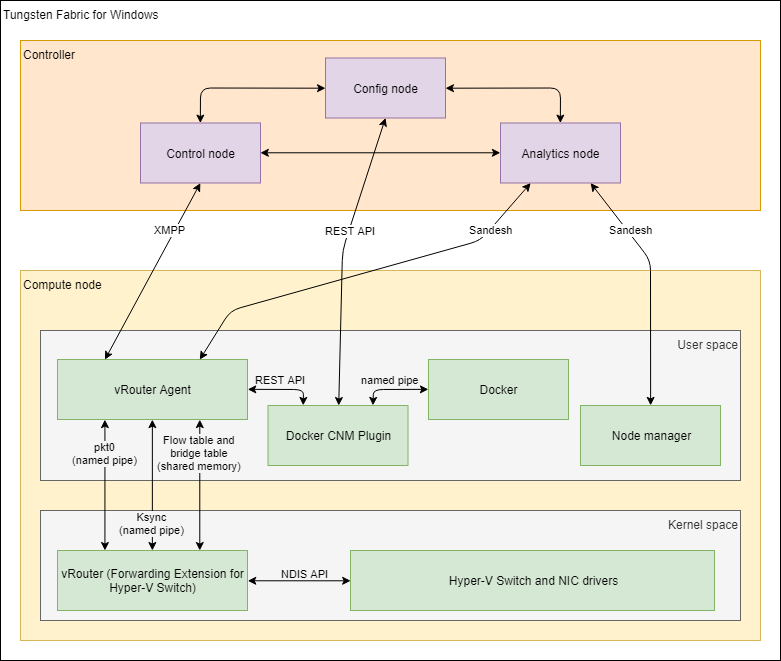 Tungsten Fabric for Windows
Controller
Config node
Control node
Analytics node
XMPP
REST API
Sandesh
Sandesh
Compute node
User space
vRouter Agent
REST API
named pipe
Docker
Docker CNM Plugin
Node manager
pkt0
(named pipe)
Flow table and
bridge table
(shared memory)
Ksync
(named pipe)
Kernel space
vRouter (Forwarding Extension for
Hyper-V Switch)
NDIS API
Hyper-V Switch and NIC drivers